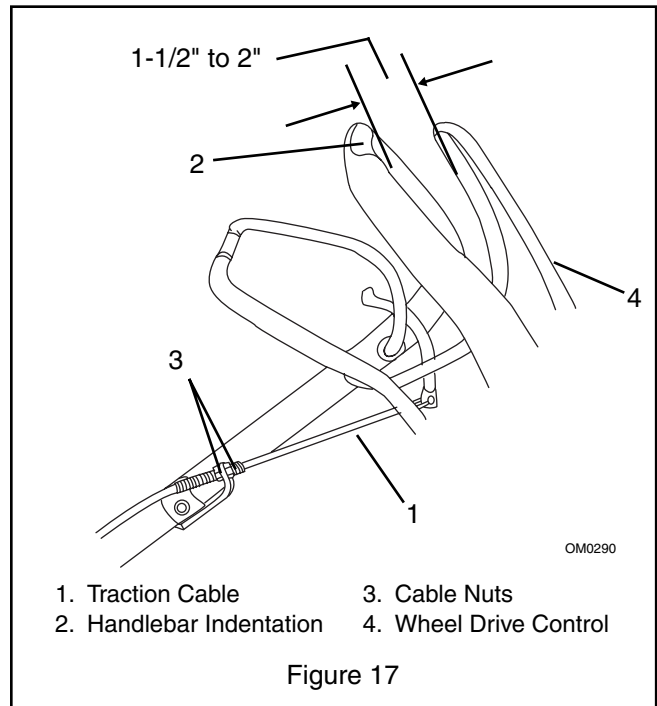 1-1/2" to 2"
2
4
3
1
OM0290
1. Traction Cable 3. Cable Nuts
2. Handlebar Indentation 4. Wheel Drive Control
Figure 17